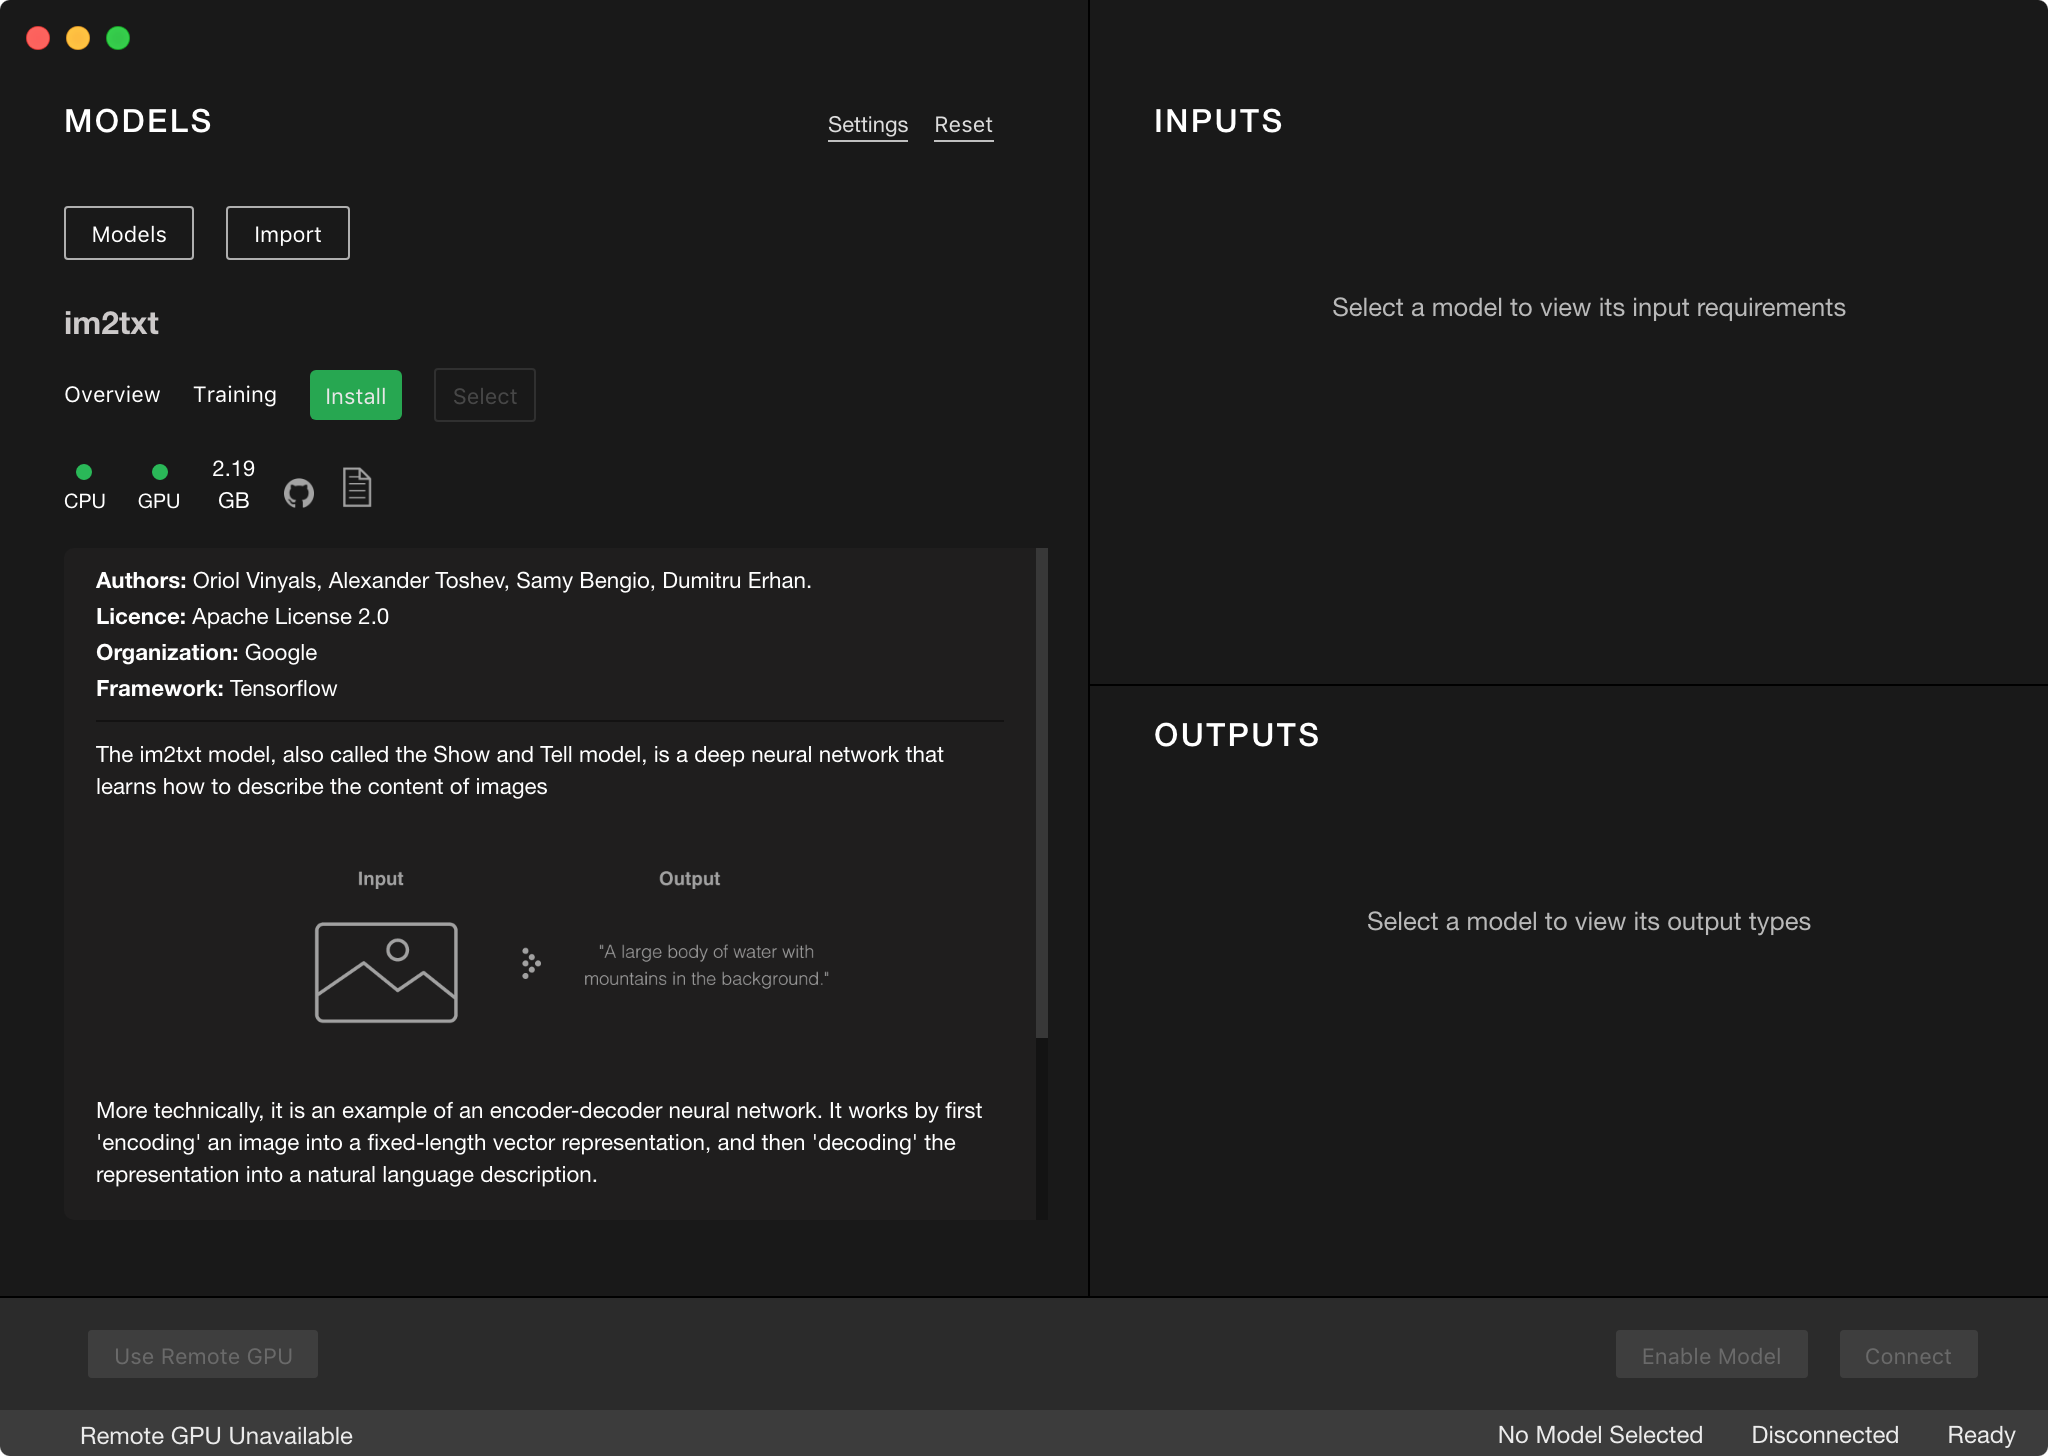 MODELS
Settings Reset
Models Import
im2txt
Overview Training Install Select
CPU GPU 2.19 GB
Authors: Oriol Vinyals, Alexander Toshev, Samy Bengio, Dumitru Erhan.
Licence: Apache License 2.0
Organization: Google
Framework: Tensorflow
The im2txt model, also called the Show and Tell model, is a deep neural network that
learns how to describe the content of images
Input Output
"A large body of water with
mountains in the background."
More technically, it is an example of an encoder-decoder neural network. It works by first
'encoding' an image into a fixed-length vector representation, and then 'decoding' the
representation into a natural language description.
INPUTS
Select a model to view its input requirements
OUTPUTS
Select a model to view its output types
Use Remote GPU Enable Model Connect
Remote GPU Unavailable No Model Selected Disconnected Ready